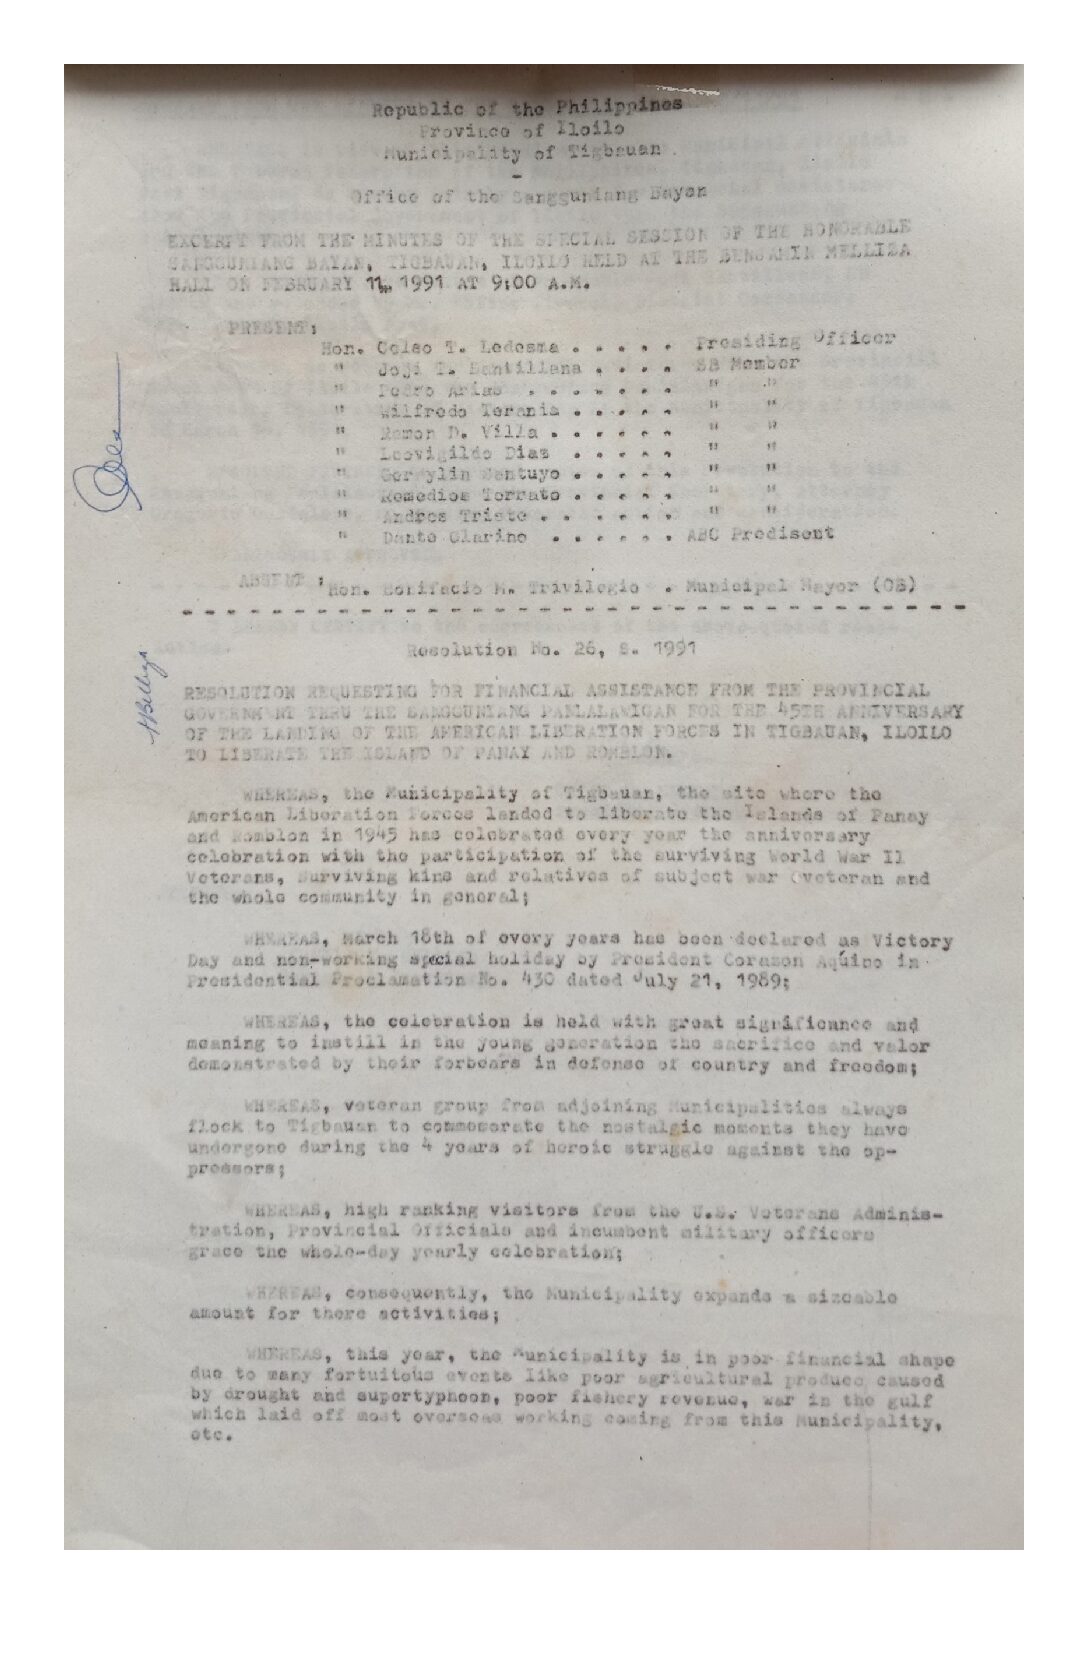 Republic of the Philippines
Province of Iloilo
Municipality of Tigbauan
-
Office of the Sangguniang Bayan
EXCERPT FROM THE MINUTES OF THE SPECIAL SESSION OF THE HONORABLE
SANGGUNIANG BAYAN, TIGBAUAN, ILOILO HELD AT THE BENJAMIN MELLIZA
HALL ON FEBRUARY 11, 1991 AT 9:00 A.M.
PRESENT:
Hon. Celso T. Ledesma . . . . . Presiding Officer
" Joji T. Santillana . . . . SB Member
" Pedro Arias . . . . . . . " "
" Wilfredo Terania . . . . . " "
" Ramon D. Villa . . . . . . " "
" Leovigildo Diaz . . . . . " "
" Gerrylin Santuyo . . . . . " "
" Remedios Torrato . . . . . " "
" Andres Triste . . . . . . " "
" Dante Clarino . . . . . . ABC Predisent
ABSENT :
Hon. Bonifacio M. Trivilegio . Municipal Mayor (OB)
- - - - - - - - - - - - - - - - - - - - - - - - - - - - - - - - - - -
Resolution No. 26, s. 1991
RESOLUTION REQUESTING FOR FINANCIAL ASSISTANCE FROM THE PROVINCIAL
GOVERNMENT THRU THE SANGGUNIANG PANLALAWIGAN FOR THE 45TH ANNIVERSARY
OF THE LANDING OF THE AMERICAN LIBERATION FORCES IN TIGBAUAN, ILOILO
TO LIBERATE THE ISLAND OF PANAY AND ROMBLON.
WHEREAS, the Municipality of Tigbauan, the site where the
American Liberation Forces landed to liberate the Islands of Panay
and Romblon in 1945 has celebrated every year the anniversary
celebration with the participation of the surviving World War II
Veterans, Surviving kins and relatives of subject war veteran and
the whole community in general;
WHEREAS, March 18th of every years has been declared as Victory
Day and non-working special holiday by President Corazon Aquino in
Presidential Proclamation No. 430 dated July 21, 1989;
WHEREAS, the celebration is held with great significance and
meaning to instill in the young generation the sacrifice and valor
demonstrated by their forbears in defense of country and freedom;
WHEREAS, veteran group from adjoining Municipalities always
flock to Tigbauan to commemorate the nostalgic moments they have
undergone during the 4 years of heroic struggle against the op-
pressors;
WHEREAS, high ranking visitors from the U.S. Veterans Adminis-
tration, Provincial Officials and incumbent military officers
grace the whole-day yearly celebration;
WHEREAS, consequently, the Municipality expands a sizeable
amount for there activities;
WHEREAS, this year, the Municipality is in poor financial shape
due to many fortuitous events like poor agricultural produce caused
by drought and supertyphoon, poor fishery revenue, war in the gulf
which laid off most overseas working coming from this Municipality,
etc.